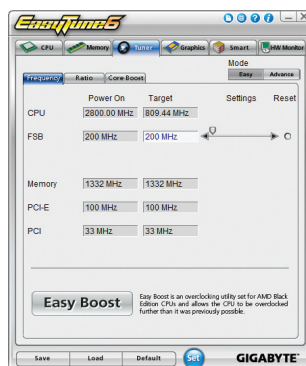 EasyTune6
CPU Memory Tuner Graphics Smart HW Monitor
Mode
Easy Advance
Frequency Ratio Core Boost
Power On Target Settings Reset
CPU 2800.00 MHz 809.44 MHz
FSB 200 MHz 200 MHz
Memory 1332 MHz 1332 MHz
PCI-E 100 MHz 100 MHz
PCI 33 MHz 33 MHz
Easy Boost
Easy Boost is an overclocking utility set for AMD Black
Edition CPUs and allows the CPU to be overclocked
further than it was previously possible.
Save Load Default Set GIGABYTE